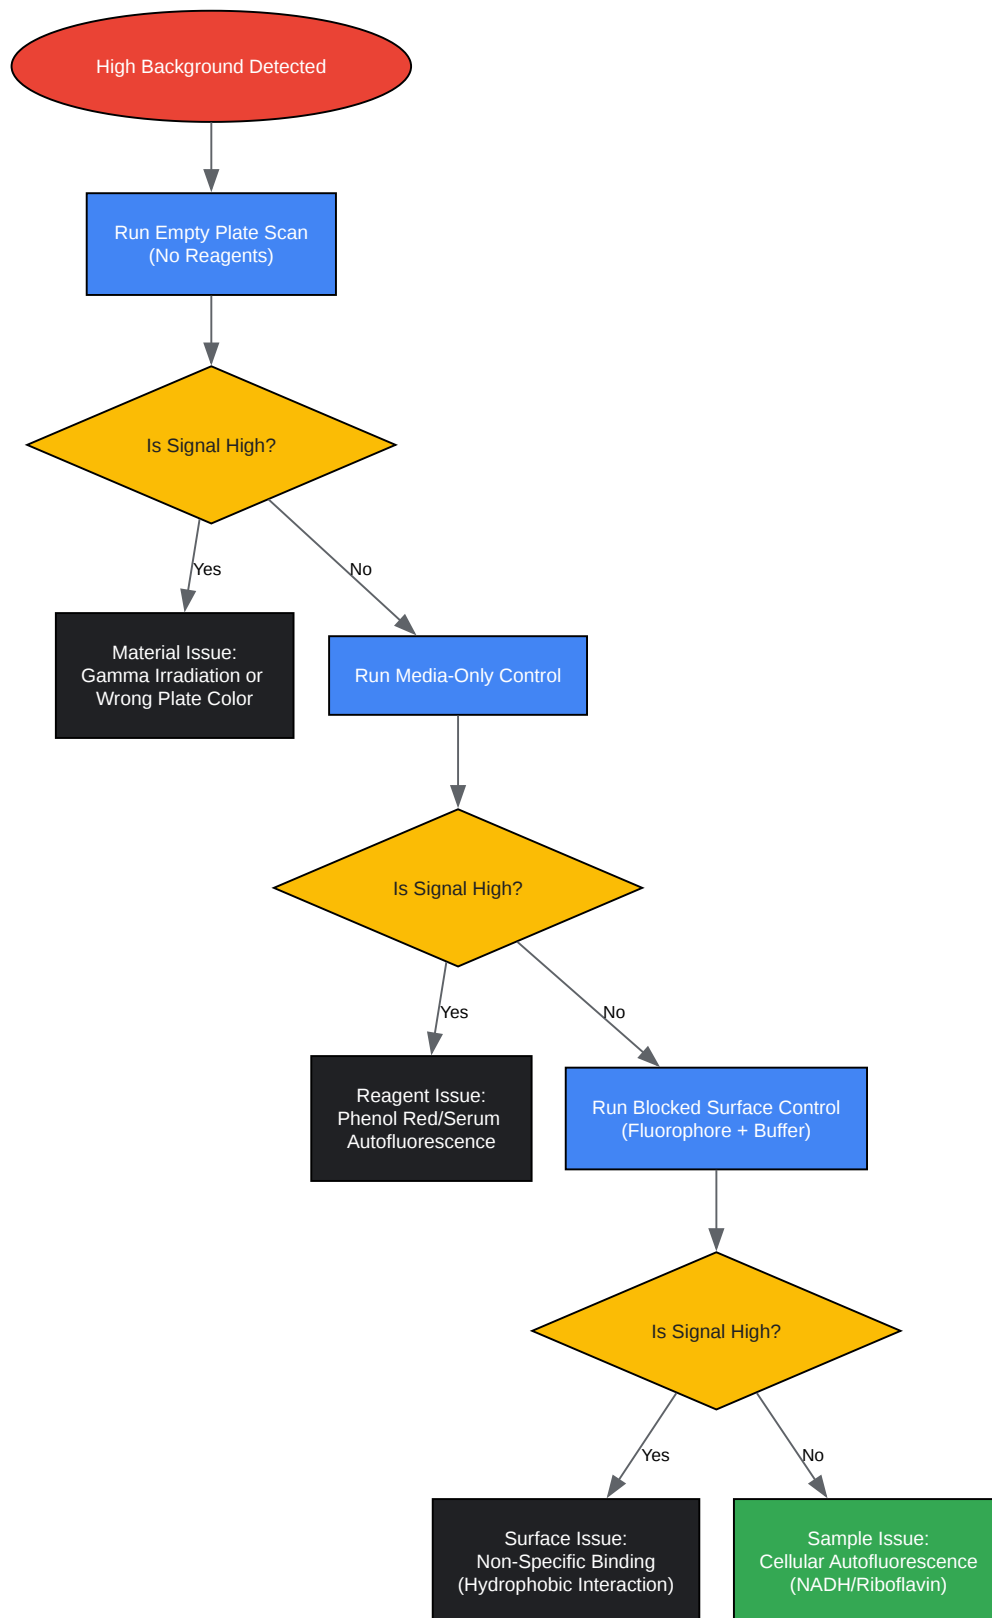 High Background Detected
Run Empty Plate Scan
(No Reagents)
Is Signal High?
Yes
No
Material Issue:
Gamma Irradiation or
Wrong Plate Color
Run Media-Only Control
Is Signal High?
Yes
No
Reagent Issue:
Phenol Red/Serum
Autofluorescence
Run Blocked Surface Control
(Fluorophore + Buffer)
Is Signal High?
Yes
No
Surface Issue:
Non-Specific Binding
(Hydrophobic Interaction)
Sample Issue:
Cellular Autofluorescence
(NADH/Riboflavin)